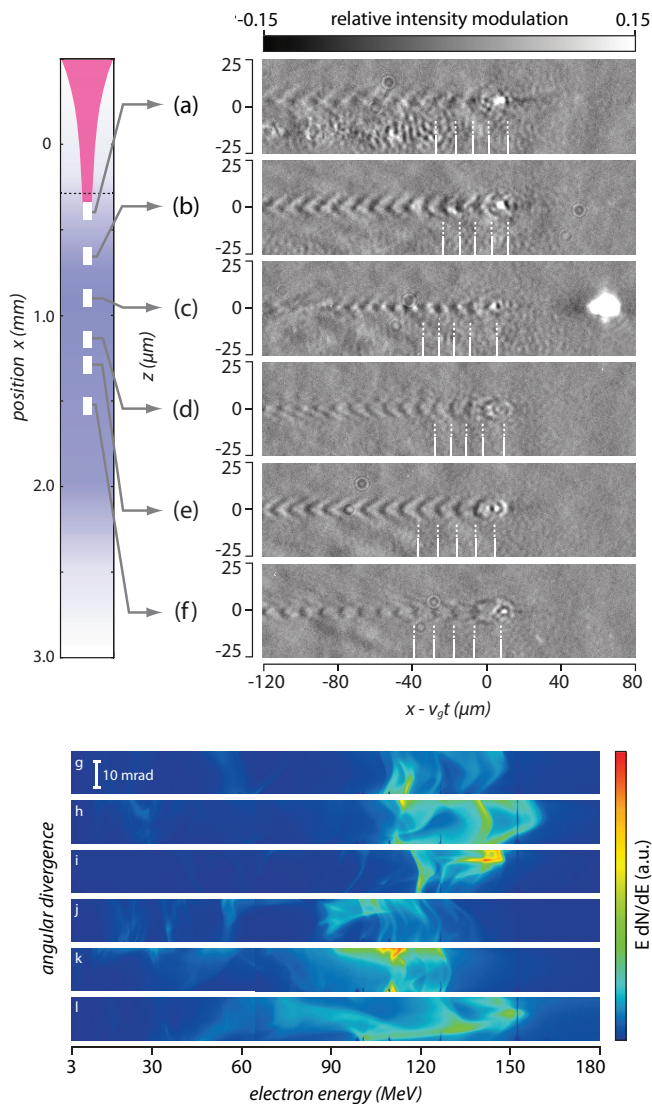 -0.15 relative intensity modulation 0.15
position x (mm)
0
1.0
2.0
3.0
z (µm)
(a)
(b)
(c)
(d)
(e)
(f)
25
0
-25
25
0
-25
25
0
-25
25
0
-25
25
0
-25
25
0
-25
-120 -80 -40 0 40 80
x - vgt (µm)
angular divergence
g
10 mrad
h
i
j
k
l
E dN/dE (a.u.)
3 30 60 90 120 150 180
electron energy (MeV)